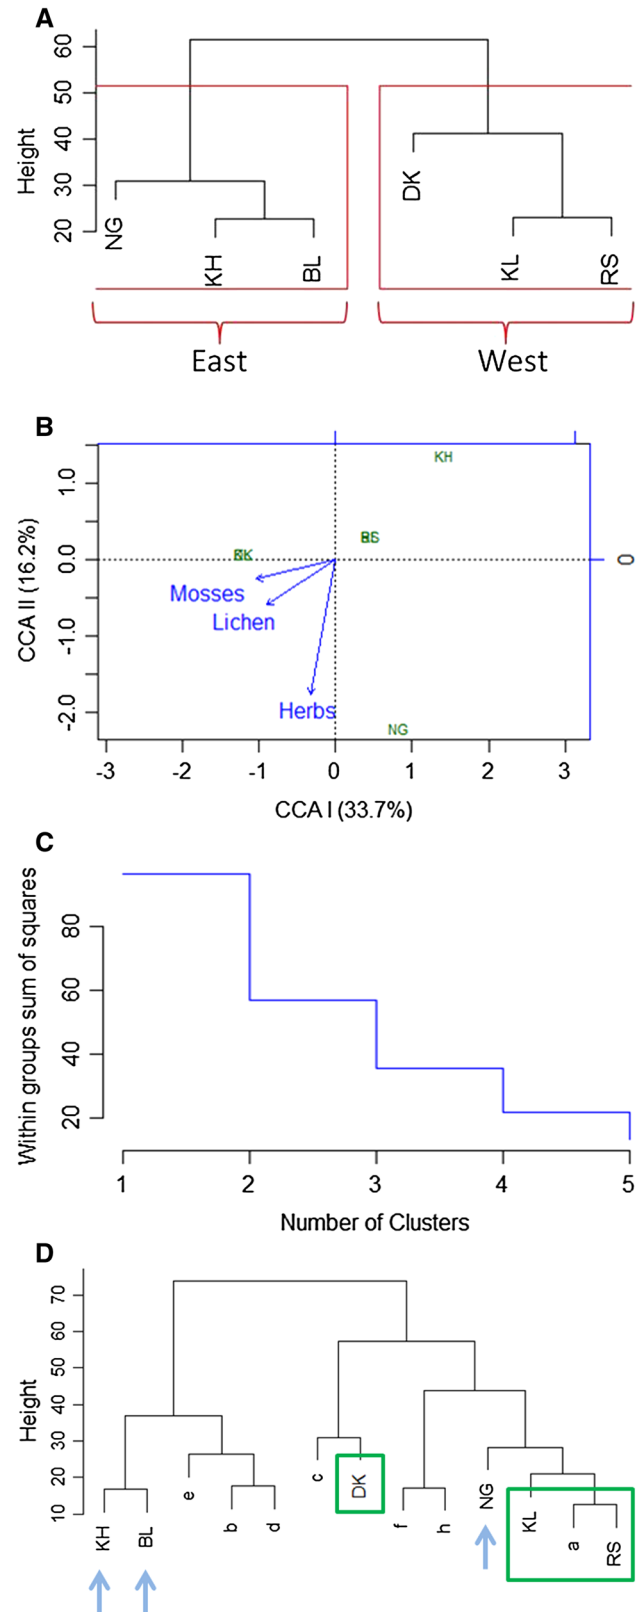 A
60
50
40
30
20
Height
NG
KH
BL
DK
KL
RS
East
West
B
1.0
0.0
-1.0
-2.0
CCA II (16.2%)
KH
Mosses
Lichen
Herbs
NG
0
-3 -2 -1 0 1 2 3
CCA I (33.7%)
C
Within groups sum of squares
80
60
40
20
1 2 3 4 5
Number of Clusters
D
Height
70
60
50
40
30
20
10
KH
BL
e
b
d
c
DK
f
h
NG
KL
a
RS